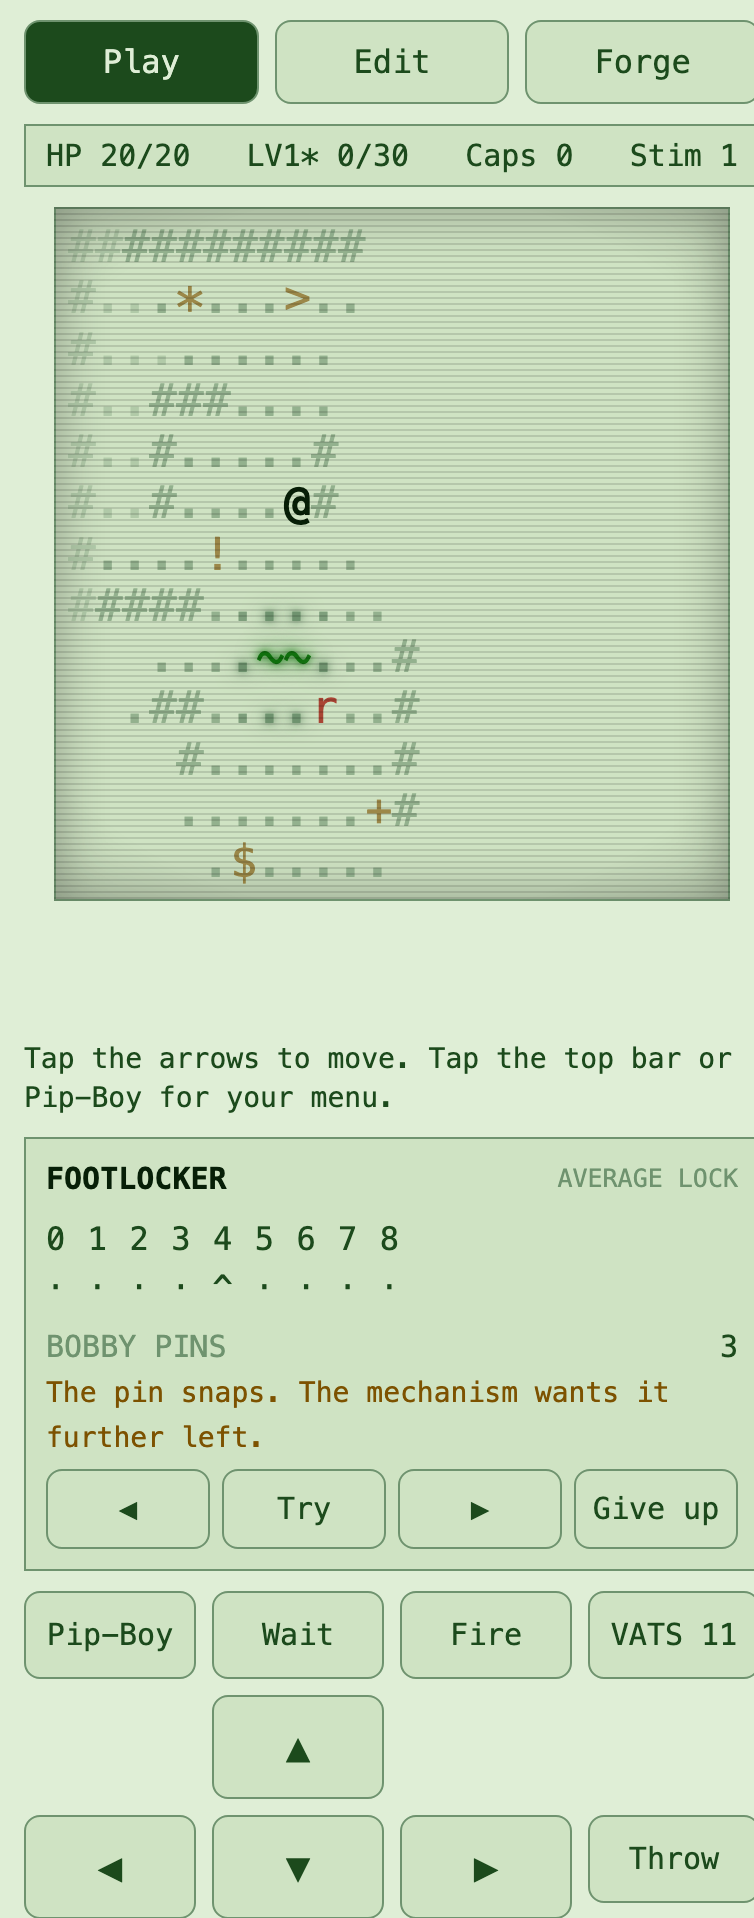 Play Edit Forge
HP 20/20 LV1* 0/30 Caps 0 Stim 1
###########
#...*...>..
#.........
#..###....
#..#.....#
#..#....@#
#....!.....
#####.......
....~~...#
.##....r..#
#.......#
.......+#
.$.....
Tap the arrows to move. Tap the top bar or
Pip-Boy for your menu.
FOOTLOCKER AVERAGE LOCK
0 1 2 3 4 5 6 7 8
. . . . ^ . . . .
BOBBY PINS 3
The pin snaps. The mechanism wants it
further left.
◀ Try ▶ Give up
Pip-Boy Wait Fire VATS 11
▲
◀ ▼ ▶ Throw